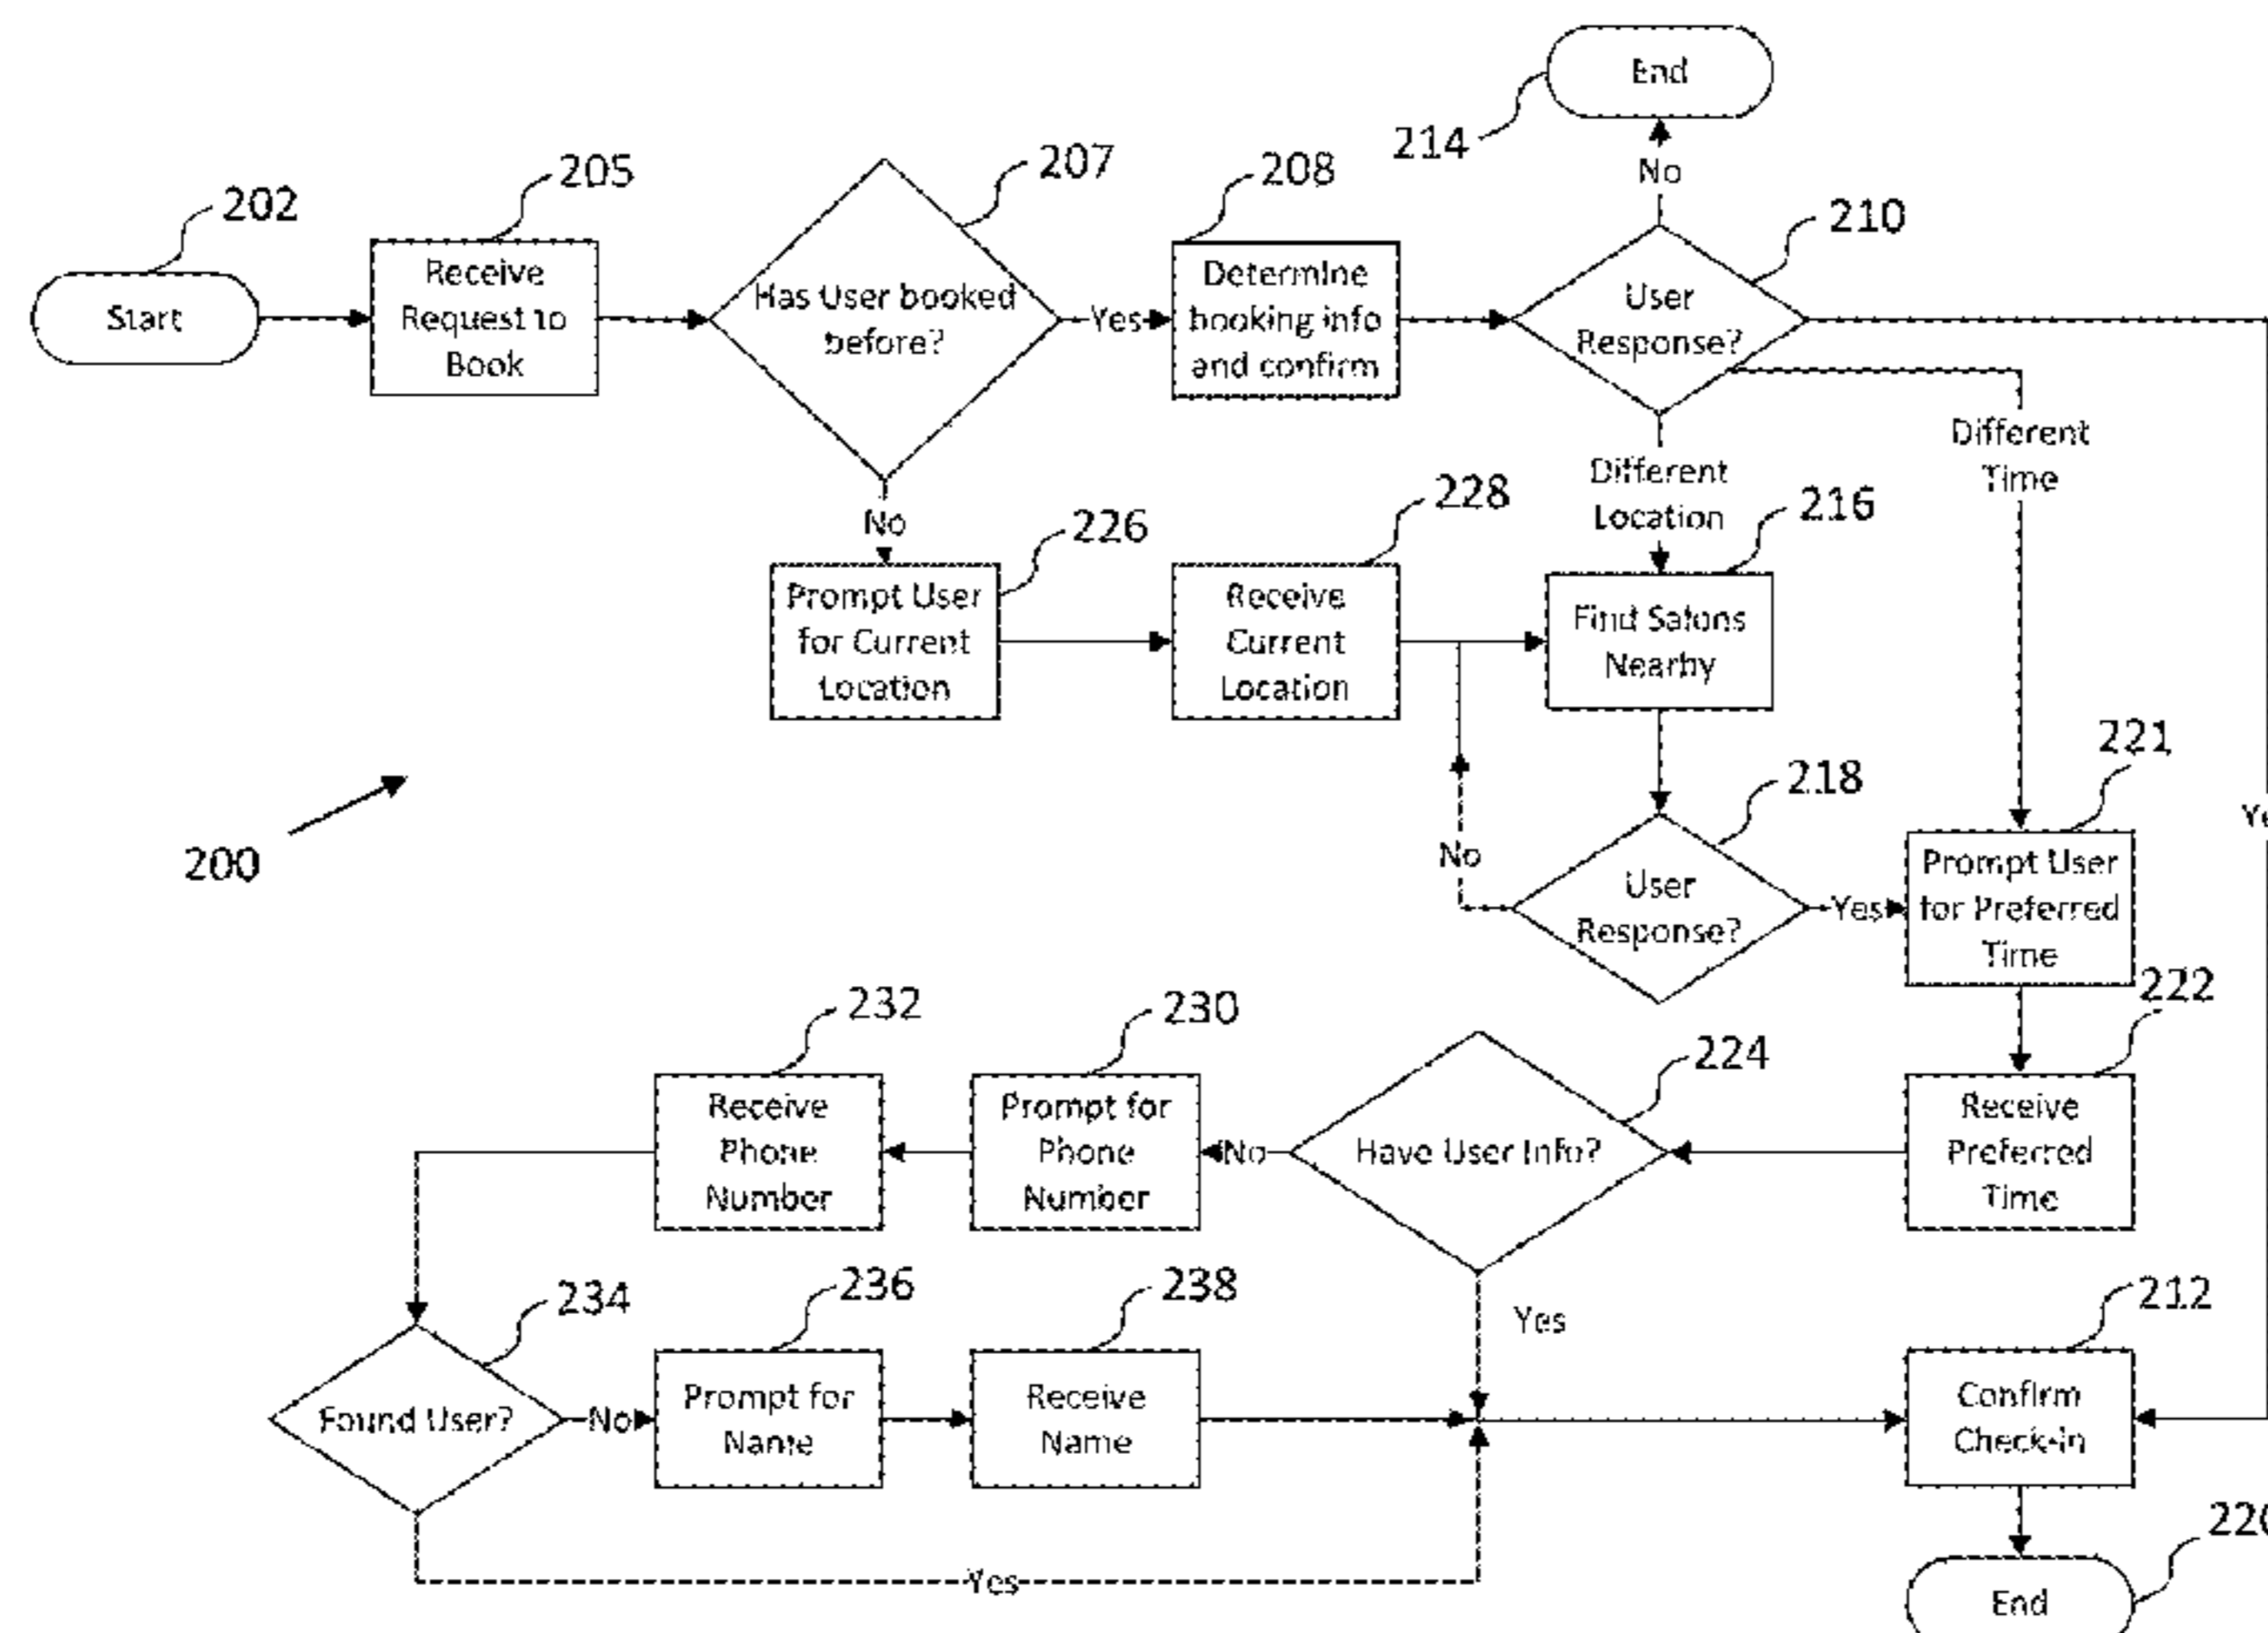 End
214
No
202
205
207
208
210
Start
Receive
Request to
Book
Has User booked
before?
Yes
Determine
booking info
and confirm
User
Response?
Different
Time
Different
Location
No
226
228
216
Prompt User
for Current
Location
Receive
Current
Location
Find Salons
Nearby
200
No
218
User
Response?
Yes
221
Prompt User
for Preferred
Time
Ye
222
232
230
224
Receive
Phone
Number
Prompt for
Phone
Number
No
Have User Info?
Receive
Preferred
Time
Yes
234
236
238
212
Found User?
No
Prompt for
Name
Receive
Name
Confirm
Check-in
Yes
220
End